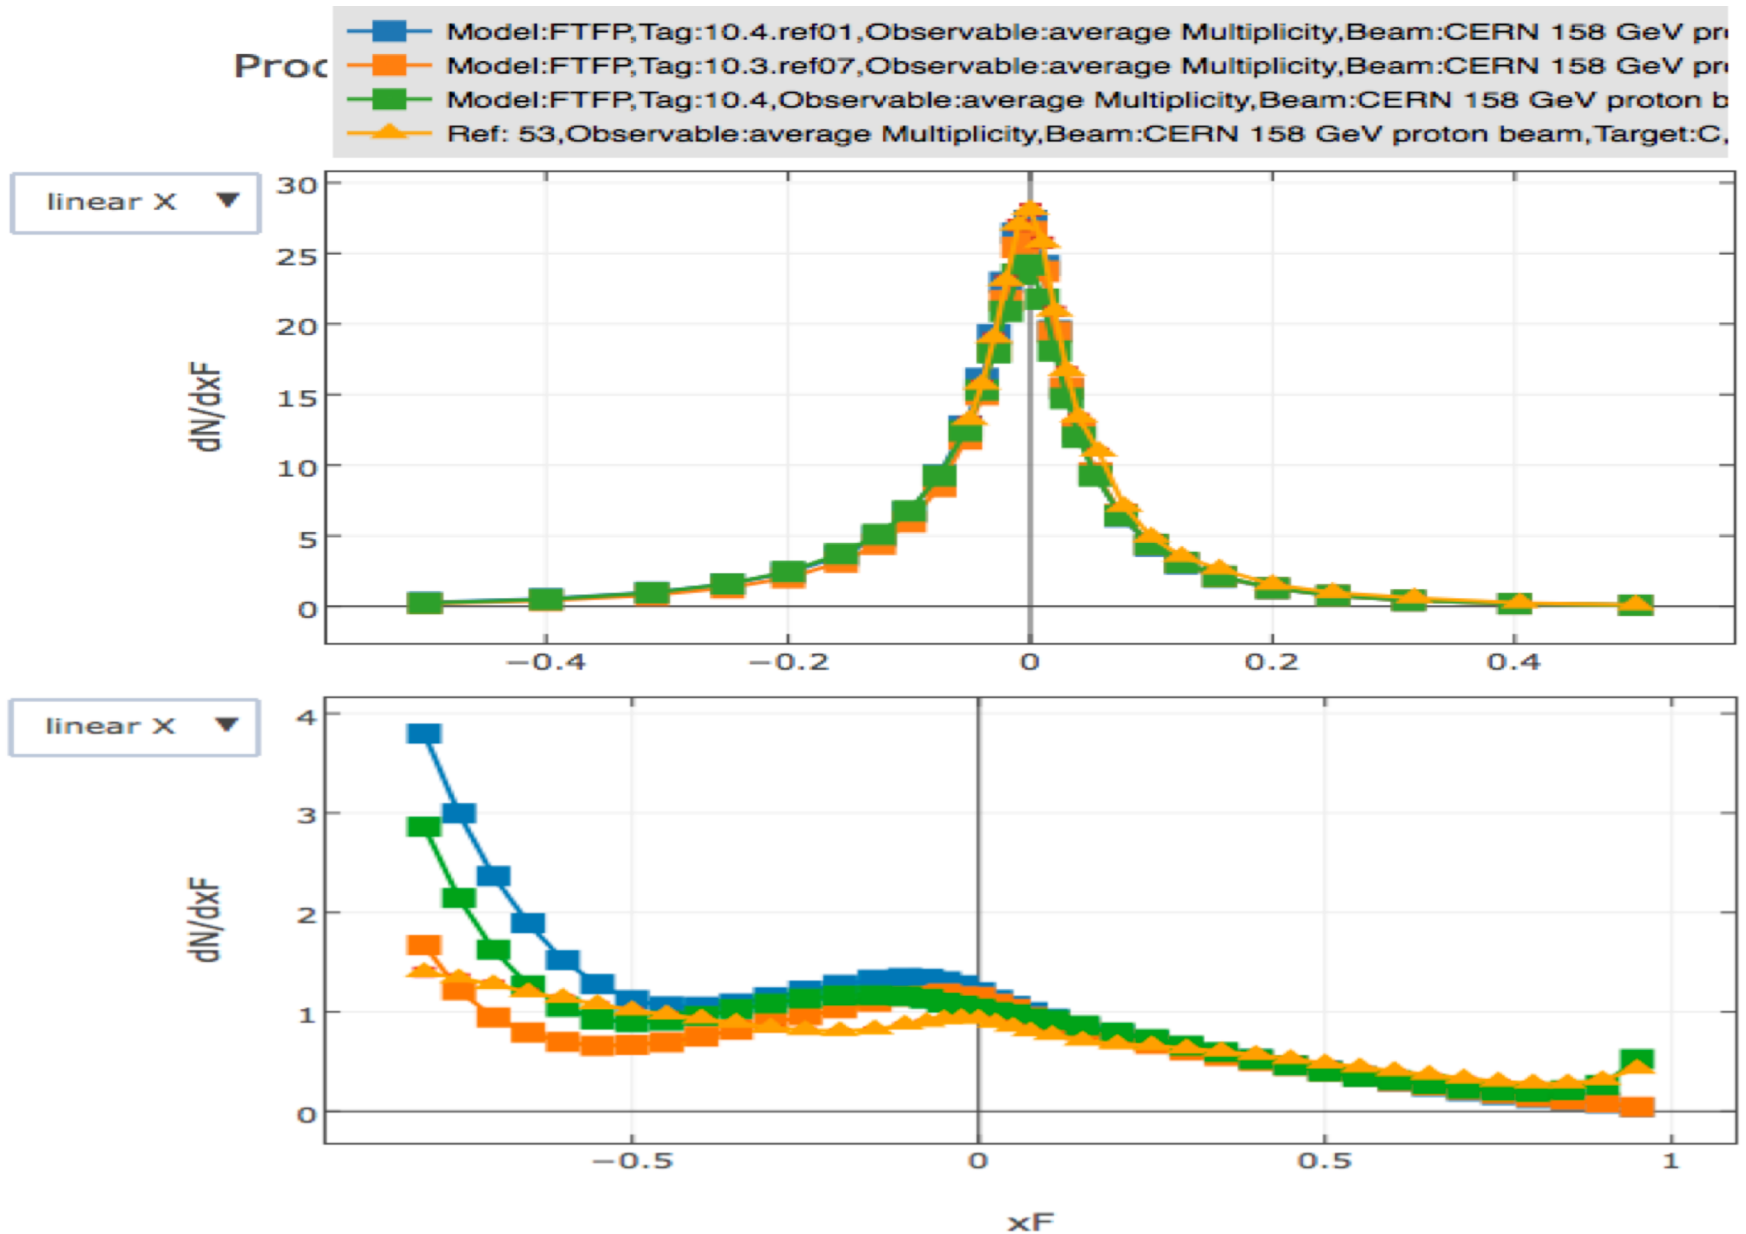 Model:FTFP,Tag:10.4.ref01,Observable:average Multiplicity,Beam:CERN 158 GeV pr
Proc
Model:FTFP,Tag:10.3.ref07,Observable:average Multiplicity,Beam:CERN 158 GeV pr
Model:FTFP,Tag:10.4,Observable:average Multiplicity,Beam:CERN 158 GeV proton b
Ref: 53,Observable:average Multiplicity,Beam:CERN 158 GeV proton beam,Target:C,
linear X ▼
30
25
20
15
10
5
0
dN/dxF
−0.4 −0.2 0 0.2 0.4
linear X ▼
4
3
2
1
0
dN/dxF
−0.5 0 0.5 1
xF